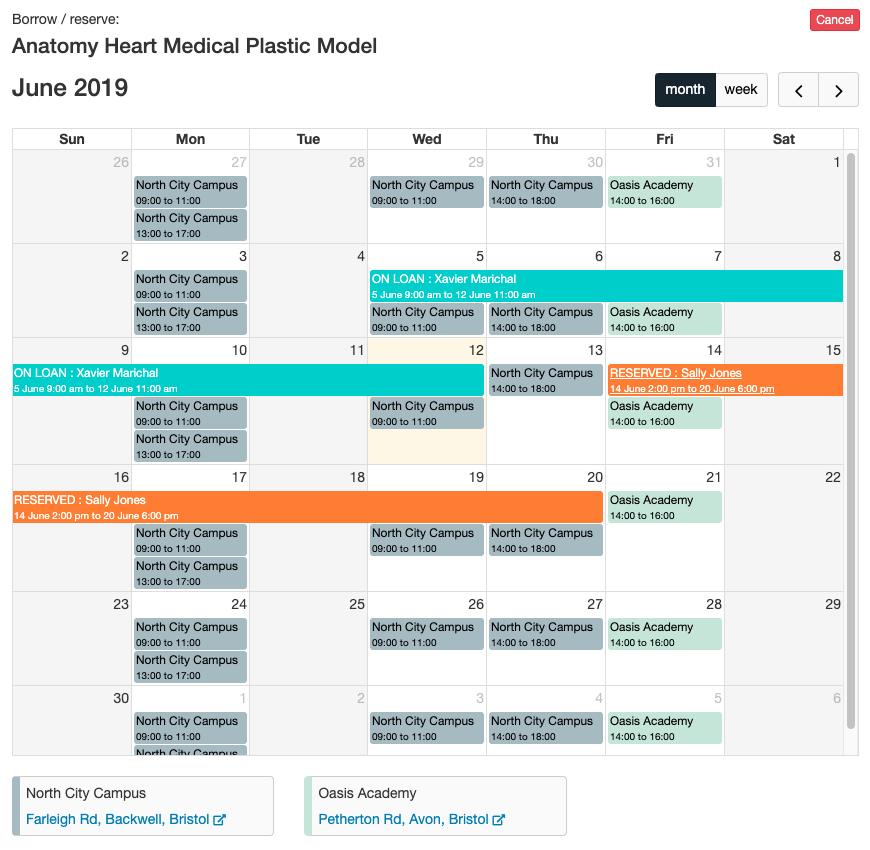 Borrow / reserve:
Cancel
Anatomy Heart Medical Plastic Model
June 2019
month week
Sun Mon Tue Wed Thu Fri Sat
26 27 28 29 30 31 1
North City Campus North City Campus North City Campus Oasis Academy
09:00 to 11:00 09:00 to 11:00 14:00 to 18:00 14:00 to 16:00
North City Campus
13:00 to 17:00
2 3 4 5 6 7 8
North City Campus ON LOAN : Xavier Marichal
09:00 to 11:00 5 June 9:00 am to 12 June 11:00 am
North City Campus North City Campus North City Campus Oasis Academy
13:00 to 17:00 09:00 to 11:00 14:00 to 18:00 14:00 to 16:00
9 10 11 12 13 14 15
ON LOAN : Xavier Marichal North City Campus RESERVED : Sally Jones
5 June 9:00 am to 12 June 11:00 am 14:00 to 18:00 14 June 2:00 pm to 20 June 6:00 pm
North City Campus North City Campus Oasis Academy
09:00 to 11:00 09:00 to 11:00 14:00 to 16:00
North City Campus
13:00 to 17:00
16 17 18 19 20 21 22
RESERVED : Sally Jones Oasis Academy
14 June 2:00 pm to 20 June 6:00 pm 14:00 to 16:00
North City Campus North City Campus North City Campus
09:00 to 11:00 09:00 to 11:00 14:00 to 18:00
North City Campus
13:00 to 17:00
23 24 25 26 27 28 29
North City Campus North City Campus North City Campus Oasis Academy
09:00 to 11:00 09:00 to 11:00 14:00 to 18:00 14:00 to 16:00
North City Campus
13:00 to 17:00
30 1 2 3 4 5 6
North City Campus North City Campus North City Campus Oasis Academy
09:00 to 11:00 09:00 to 11:00 14:00 to 18:00 14:00 to 16:00
North City Campus
North City Campus Oasis Academy
Farleigh Rd, Backwell, Bristol Petherton Rd, Avon, Bristol